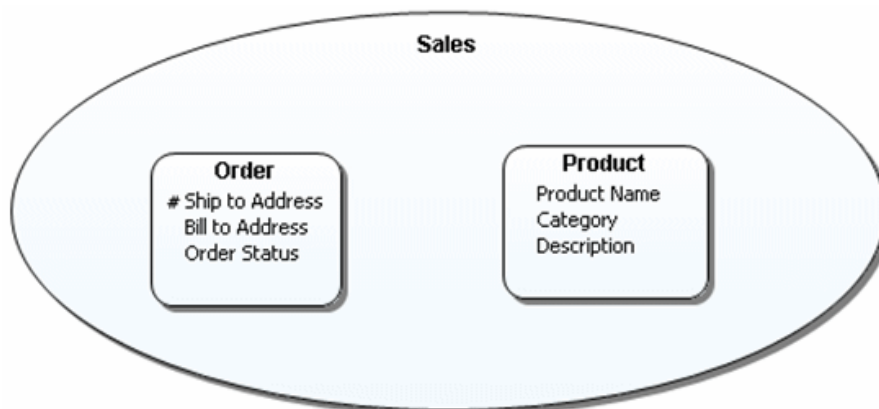 Sales
Order
# Ship to Address
Bill to Address
Order Status
Product
Product Name
Category
Description